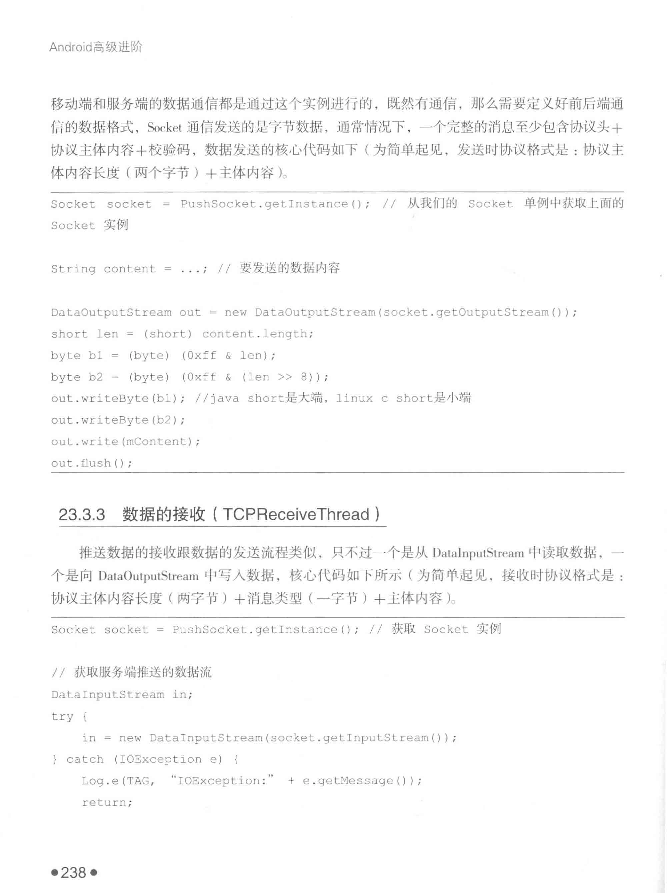 Android高级进阶
移动端和服务端的数据通信都是通过这个实例进行的，既然有通信，那么需要定义好前后端通
信的数据格式，Socket 通信发送的是字节数据，通常情况下，一个完整的消息至少包含协议头＋
协议主体内容＋校验码，数据发送的核心代码如下（为简单起见，发送时协议格式是：协议主
体内容长度（两个字节）＋主体内容）。
Socket socket = PushSocket.getInstance(); // 从我们的 Socket 单例中获取上面的
Socket 实例
String content = ...; // 要发送的数据内容
DataOutputStream out = new DataOutputStream(socket.getOutputStream());
short len = (short) content.length;
byte b1 = (byte) (0xff & len);
byte b2 = (byte) (0xff & (len >> 8));
out.writeByte(b1); //java short是大端，linux c short是小端
out.writeByte(b2);
out.write(mContent);
out.flush();
23.3.3 数据的接收（TCPReceiveThread）
推送数据的接收跟数据的发送流程类似，只不过一个是从 DataInputStream 中读取数据，一
个是向 DataOutputStream 中写入数据，核心代码如下所示（为简单起见，接收时协议格式是：
协议主体内容长度（两字节）＋消息类型（一字节）＋主体内容）。
Socket socket = PushSocket.getInstance(); // 获取 Socket 实例
// 获取服务端推送的数据流
DataInputStream in;
try {
in = new DataInputStream(socket.getInputStream());
} catch (IOException e) {
Log.e(TAG, “IOException:” + e.getMessage());
return;
●238●